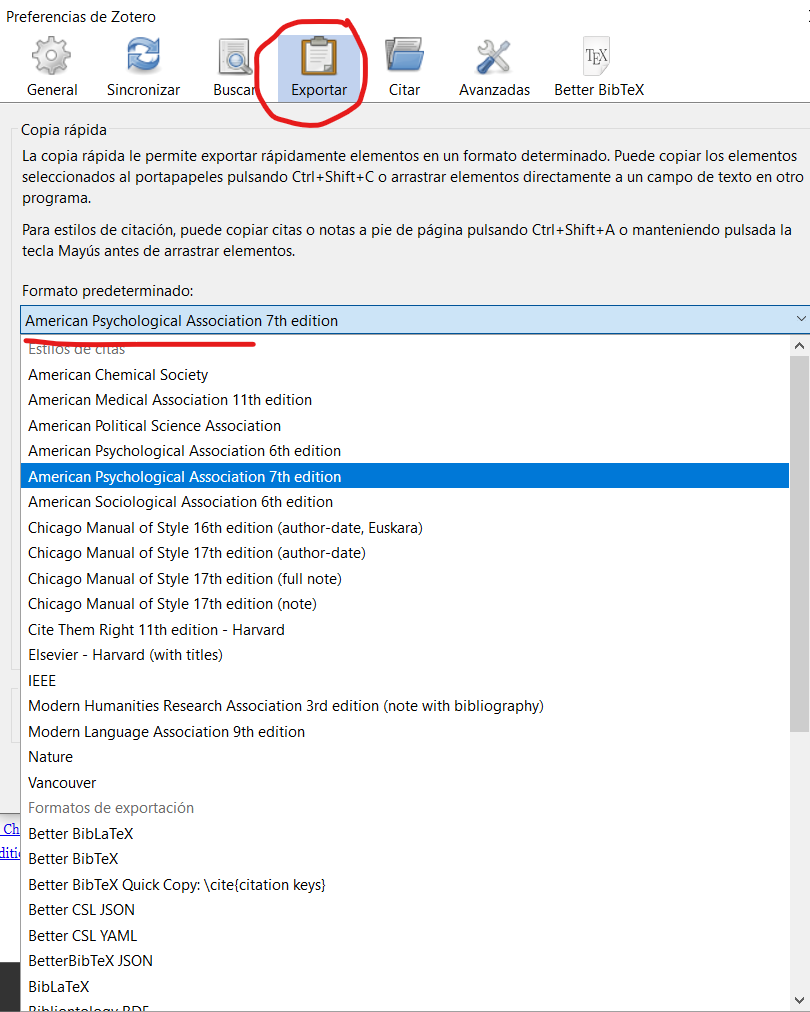 Preferencias de Zotero
General Sincronizar Buscar Exportar Citar Avanzadas Better BibTeX
TEX
Copia rápida
La copia rápida le permite exportar rápidamente elementos en un formato determinado. Puede copiar los elementos
seleccionados al portapapeles pulsando Ctrl+Shift+C o arrastrar elementos directamente a un campo de texto en otro
programa.
Para estilos de citación, puede copiar citas o notas a pie de página pulsando Ctrl+Shift+A o manteniendo pulsada la
tecla Mayús antes de arrastrar elementos.
Formato predeterminado:
American Psychological Association 7th edition
Estilos de citas
American Chemical Society
American Medical Association 11th edition
American Political Science Association
American Psychological Association 6th edition
American Psychological Association 7th edition
American Sociological Association 6th edition
Chicago Manual of Style 16th edition (author-date, Euskara)
Chicago Manual of Style 17th edition (author-date)
Chicago Manual of Style 17th edition (full note)
Chicago Manual of Style 17th edition (note)
Cite Them Right 11th edition - Harvard
Elsevier - Harvard (with titles)
IEEE
Modern Humanities Research Association 3rd edition (note with bibliography)
Modern Language Association 9th edition
Nature
Vancouver
Formatos de exportación
Better BibLaTeX
Better BibTeX
Better BibTeX Quick Copy: \cite{citation keys}
Better CSL JSON
Better CSL YAML
BetterBibTeX JSON
BibLaTeX